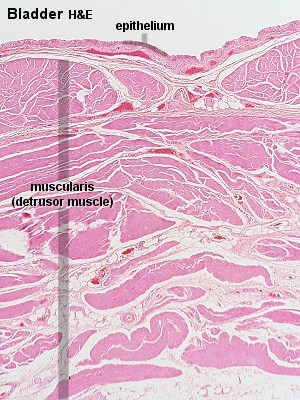 Bladder H&E
epithelium
muscularis
(detrusor muscle)